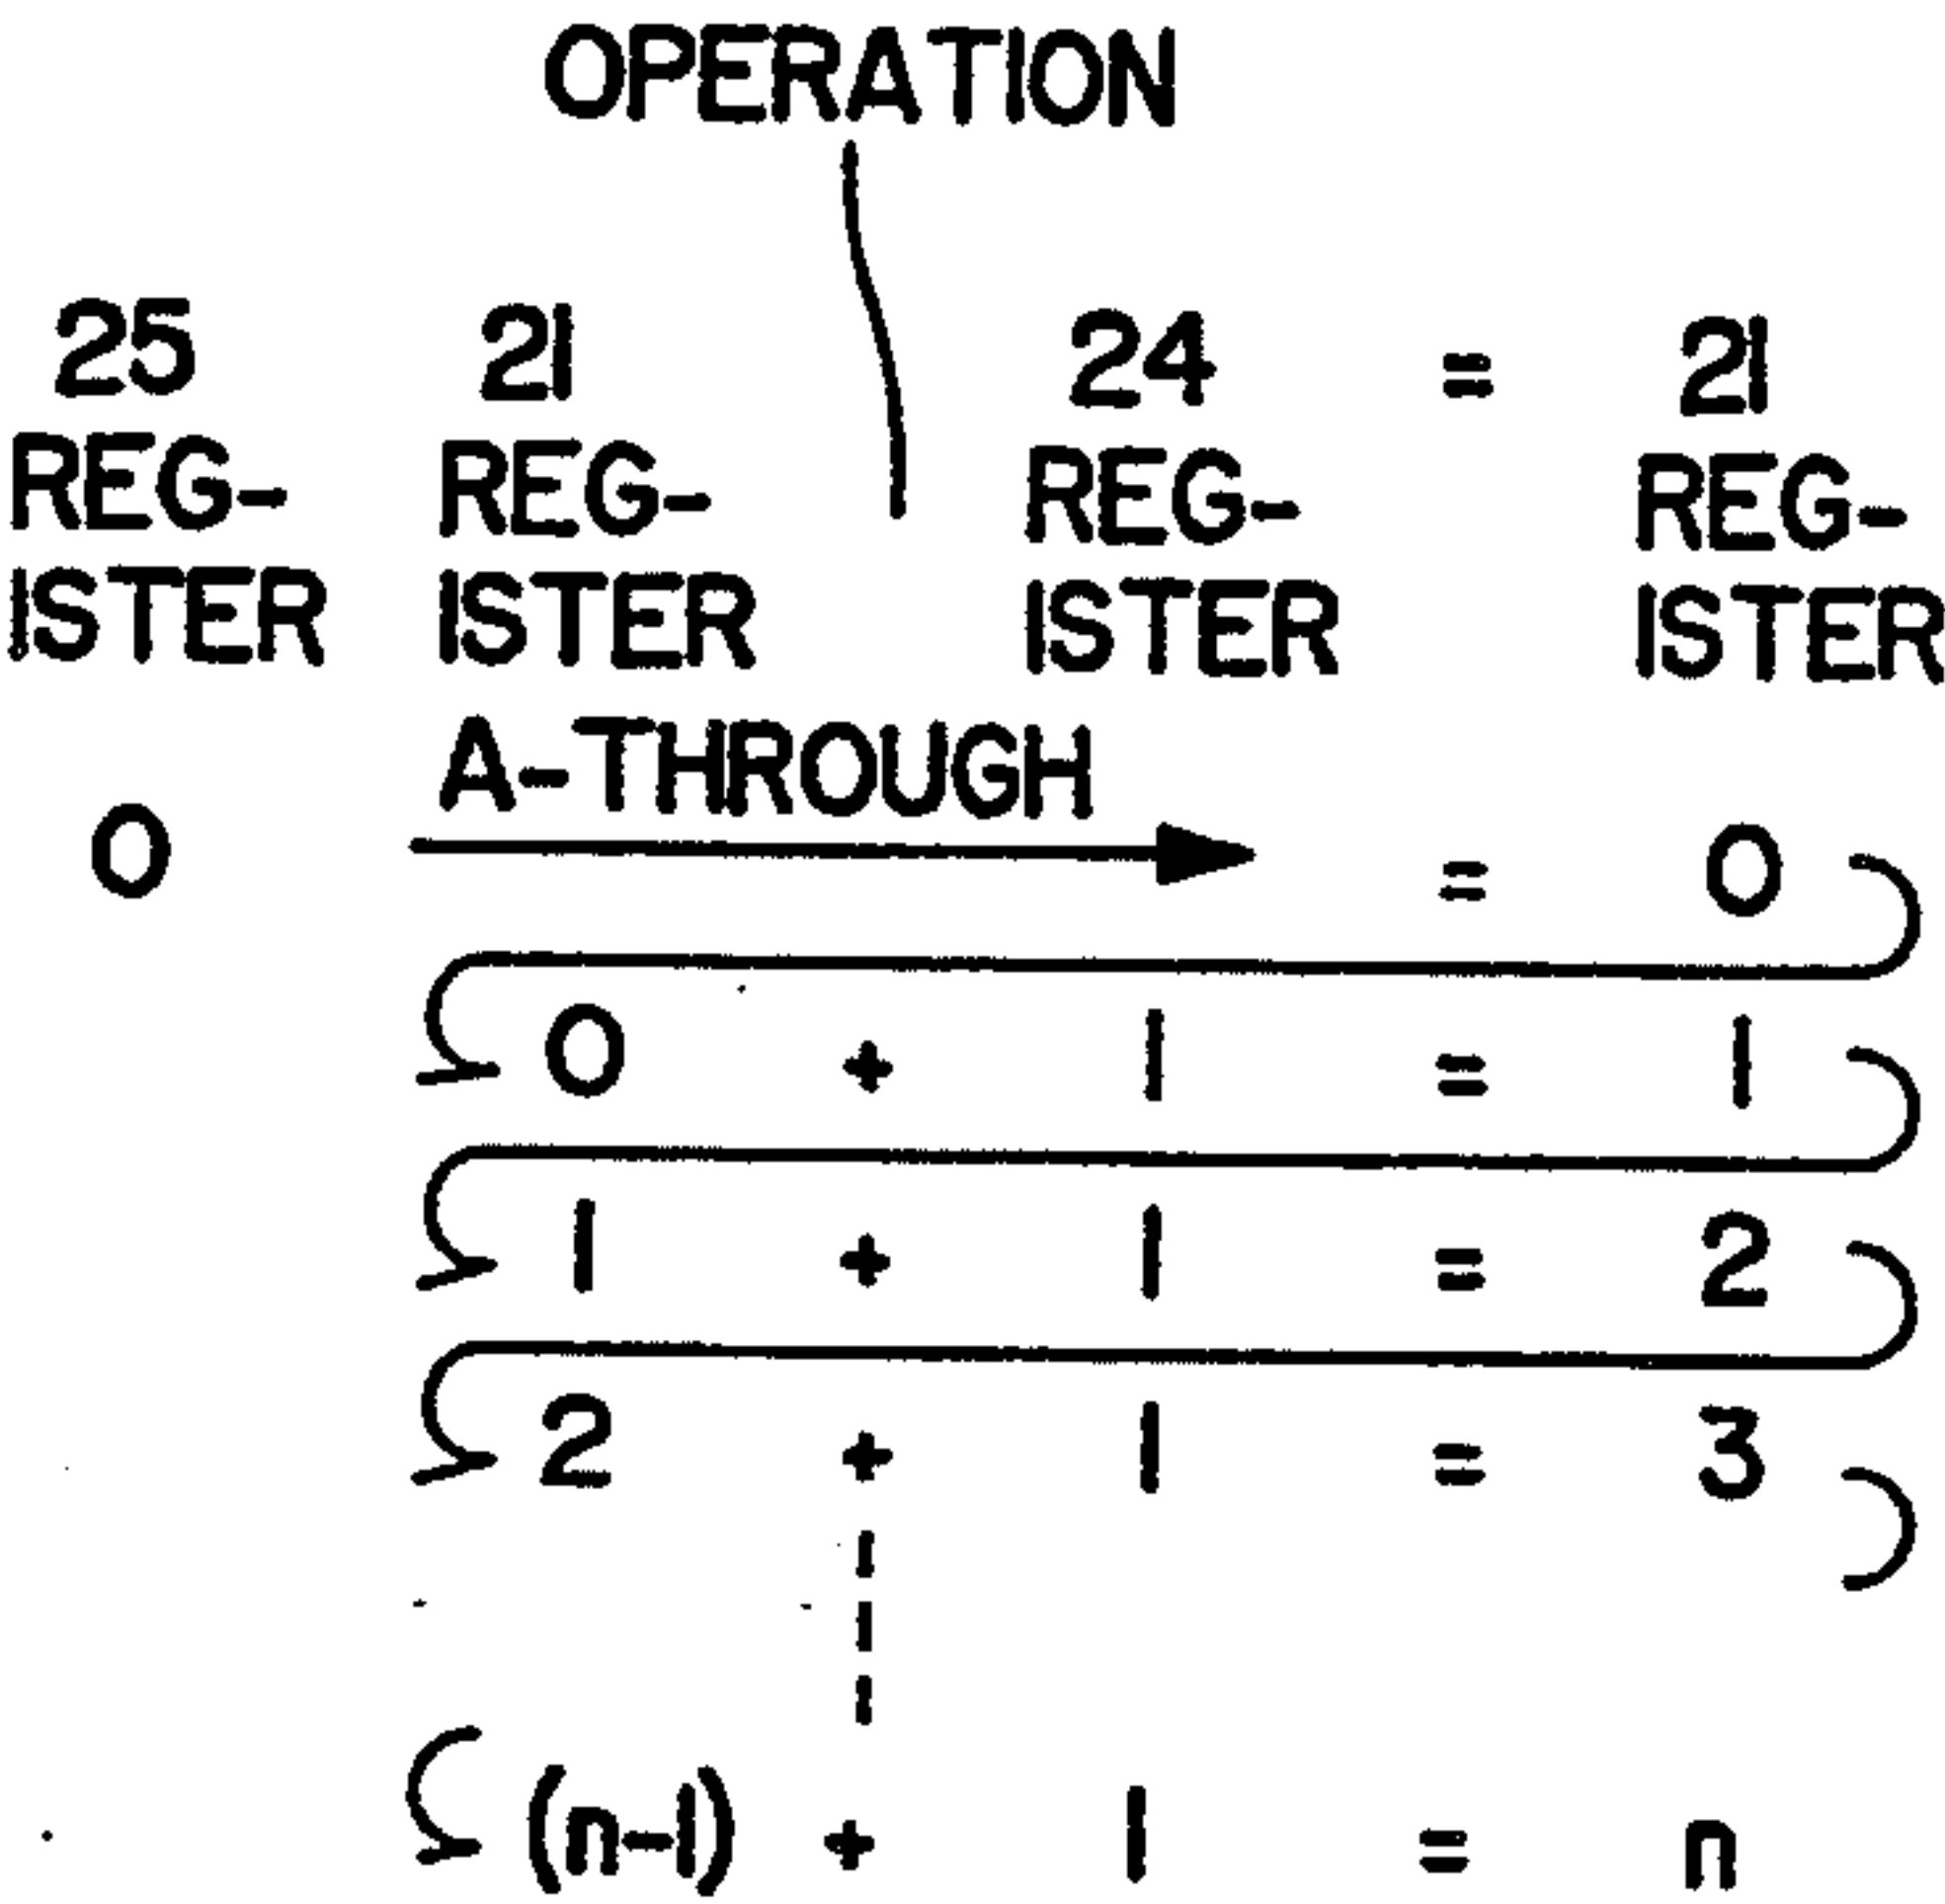 OPERATION
25 21 24 = 21
REG- REG- REG- REG-
ISTER ISTER ISTER ISTER
A-THROUGH
0 = 0
0 + 1 = 1
1 + 1 = 2
2 + 1 = 3
(n-1) + 1 = n